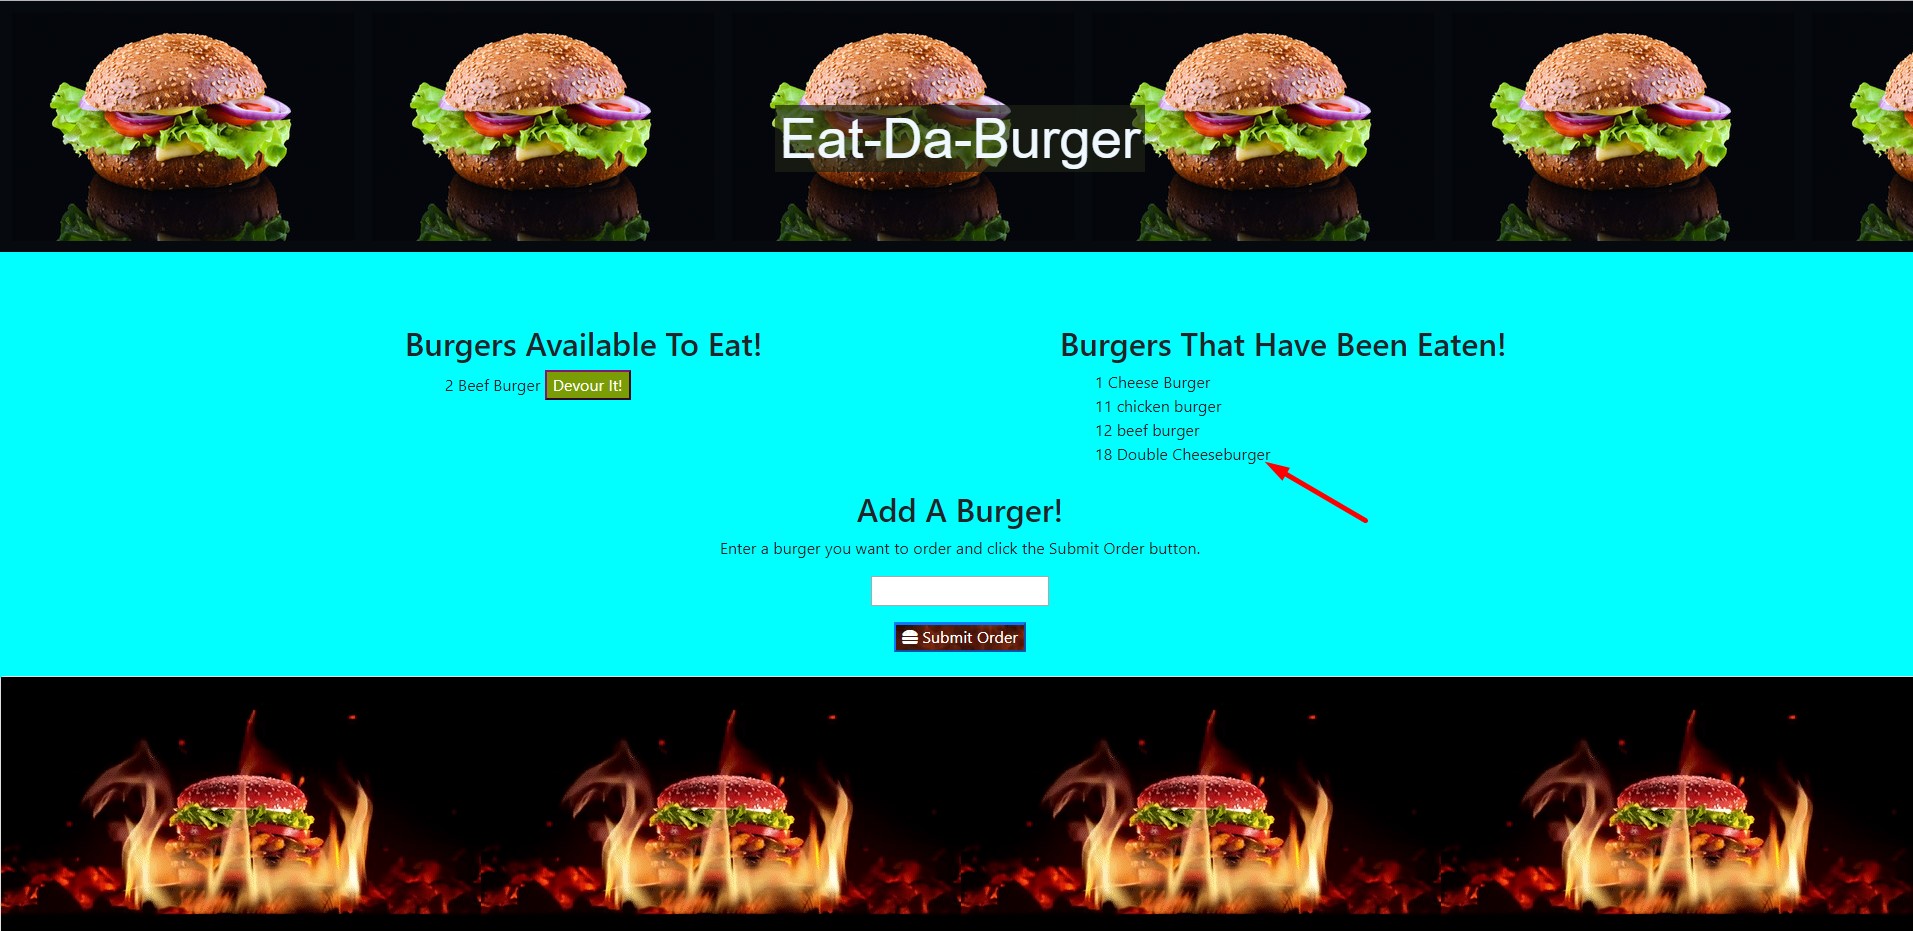 Eat-Da-Burger
Burgers Available To Eat!
2 Beef Burger Devour It!
Burgers That Have Been Eaten!
1 Cheese Burger
11 chicken burger
12 beef burger
18 Double Cheeseburger
Add A Burger!
Enter a burger you want to order and click the Submit Order button.
Submit Order